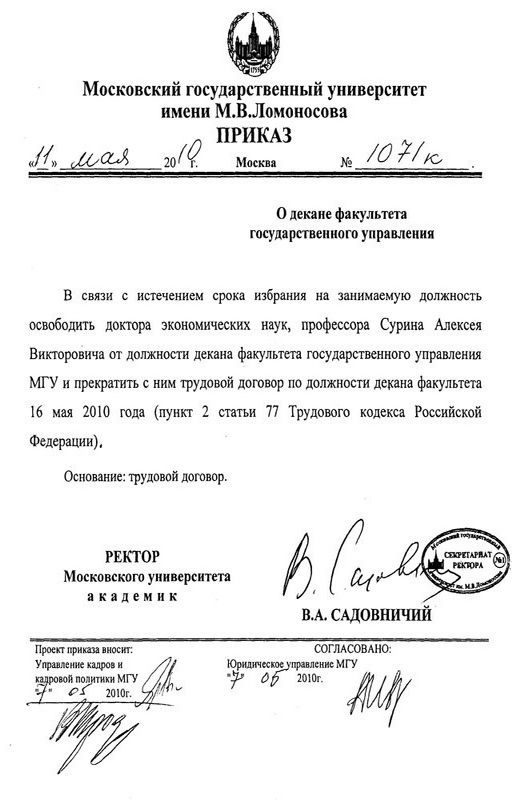 1755
Московский государственный университет
имени М.В.Ломоносова
ПРИКАЗ
«11» мая 2010г. Москва № 1071к.
О декане факультета
государственного управления
В связи с истечением срока избрания на занимаемую должность
освободить доктора экономических наук, профессора Сурина Алексея
Викторовича от должности декана факультета государственного управления
МГУ и прекратить с ним трудовой договор по должности декана факультета
16 мая 2010 года (пункт 2 статьи 77 Трудового кодекса Российской
Федерации).
Основание: трудовой договор.
РЕКТОР
Московского университета
академик
В. Садовн
Московский государственный
СЕКРЕТАРИАТ
РЕКТОРА
№1
университет им. М.В.Ломоносова
В.А. САДОВНИЧИЙ
Проект приказа вносит:
Управление кадров и
кадровой политики МГУ
"7" 05 2010г.
СОГЛАСОВАНО:
Юридическое управление МГУ
"7" 05 2010г.